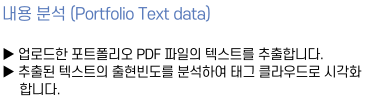 내용 분석 (Portfolio Text data)
▶ 업로드한 포트폴리오 PDF 파일의 텍스트를 추출합니다.
▶ 추출된 텍스트의 출현빈도를 분석하여 태그 클라우드로 시각화
합니다.